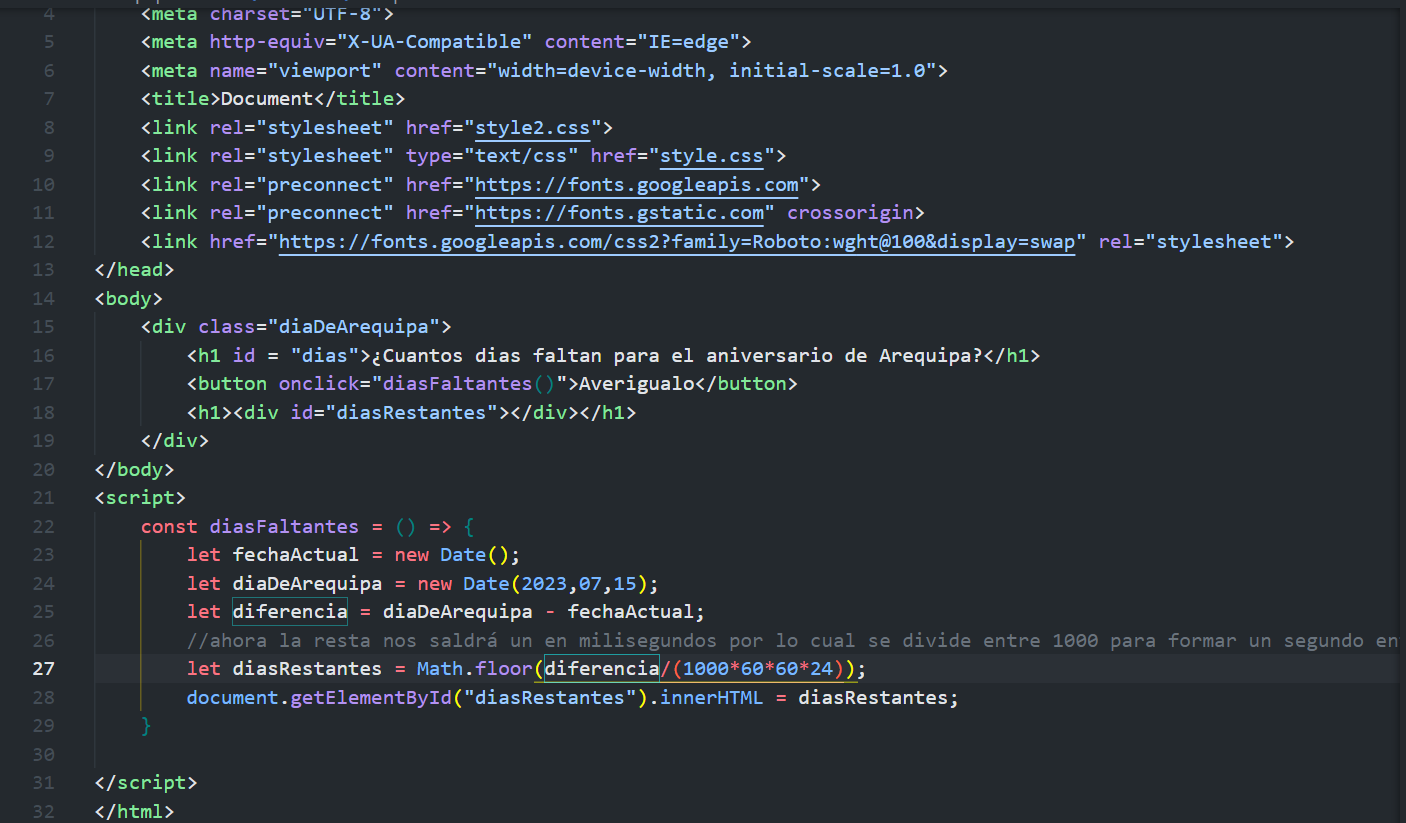 4 <meta charset="UTF-8">
5 <meta http-equiv="X-UA-Compatible" content="IE=edge">
6 <meta name="viewport" content="width=device-width, initial-scale=1.0">
7 <title>Document</title>
8 <link rel="stylesheet" href="style2.css">
9 <link rel="stylesheet" type="text/css" href="style.css">
10 <link rel="preconnect" href="https://fonts.googleapis.com">
11 <link rel="preconnect" href="https://fonts.gstatic.com" crossorigin>
12 <link href="https://fonts.googleapis.com/css2?family=Roboto:wght@100&display=swap" rel="stylesheet">
13 </head>
14 <body>
15 <div class="diaDeArequipa">
16 <h1 id = "dias">¿Cuantos dias faltan para el aniversario de Arequipa?</h1>
17 <button onclick="diasFaltantes()">Averigualo</button>
18 <h1><div id="diasRestantes"></div></h1>
19 </div>
20 </body>
21 <script>
22 const diasFaltantes = () => {
23 let fechaActual = new Date();
24 let diaDeArequipa = new Date(2023,07,15);
25 let diferencia = diaDeArequipa - fechaActual;
26 //ahora la resta nos saldrá un en milisegundos por lo cual se divide entre 1000 para formar un segundo en
27 let diasRestantes = Math.floor(diferencia/(1000*60*60*24));
28 document.getElementById("diasRestantes").innerHTML = diasRestantes;
29 }
30
31 </script>
32 </html>